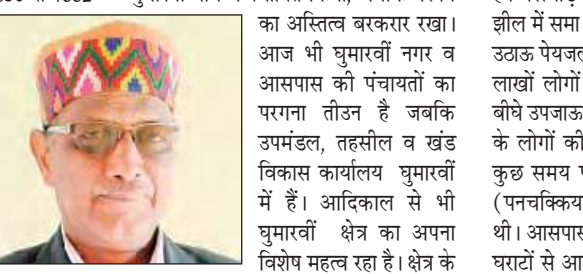 का अस्तित्व बरकरार रखा।
आज भी घुमारवीं नगर व
आसपास की पंचायतों का
परगना तीउन है जबकि
उपमंडल, तहसील व खंड
विकास कार्यालय घुमारवीं
में हैं। आदिकाल से भी
घुमारवीं क्षेत्र का अपना
विशेष महत्व रहा है। क्षेत्र के
झील में समा
उठाऊ पेयजल
लाखों लोगों
बीघे उपजाऊ
के लोगों की
कुछ समय
(पनचक्किय
थी। आसपास
घराटों से आ